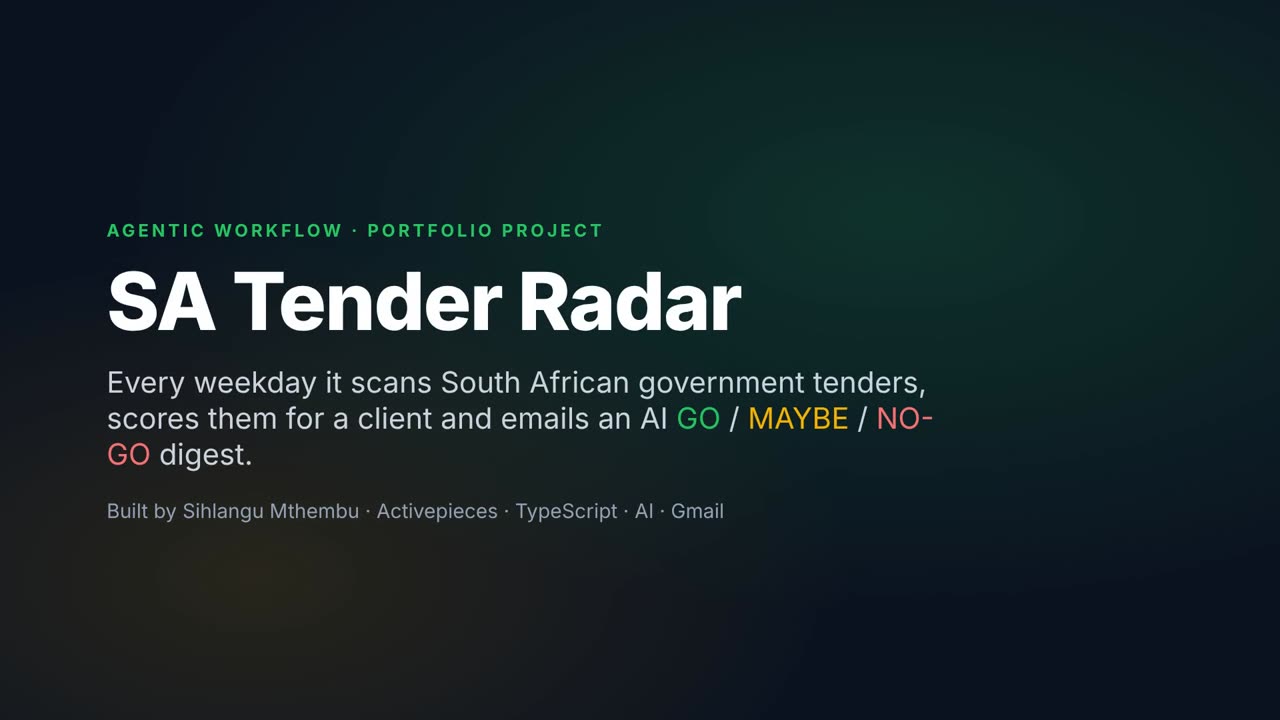 AGENTIC WORKFLOW · PORTFOLIO PROJECT
SA Tender Radar
Every weekday it scans South African government tenders,
scores them for a client and emails an AI GO / MAYBE / NO-
GO digest.
Built by Sihlangu Mthembu · Activepieces · TypeScript · AI · Gmail